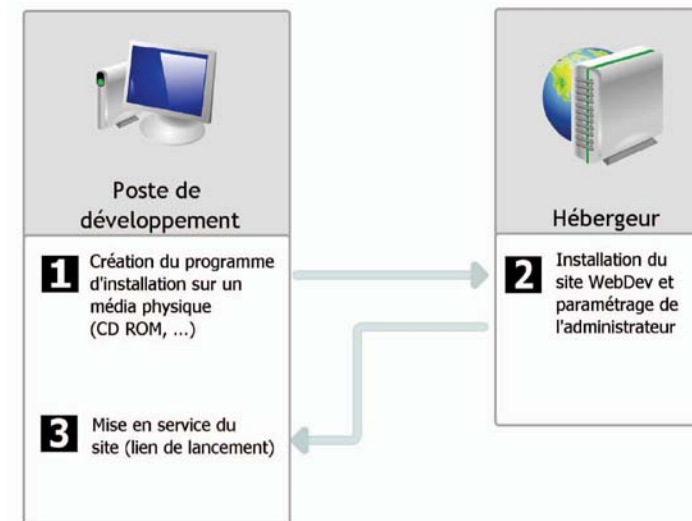 Poste de
développement
1 Création du programme
d'installation sur un
média physique
(CD ROM, ...)
3 Mise en service du
site (lien de lancement)
Hébergeur
2 Installation du
site WebDev et
paramétrage de
l'administrateur